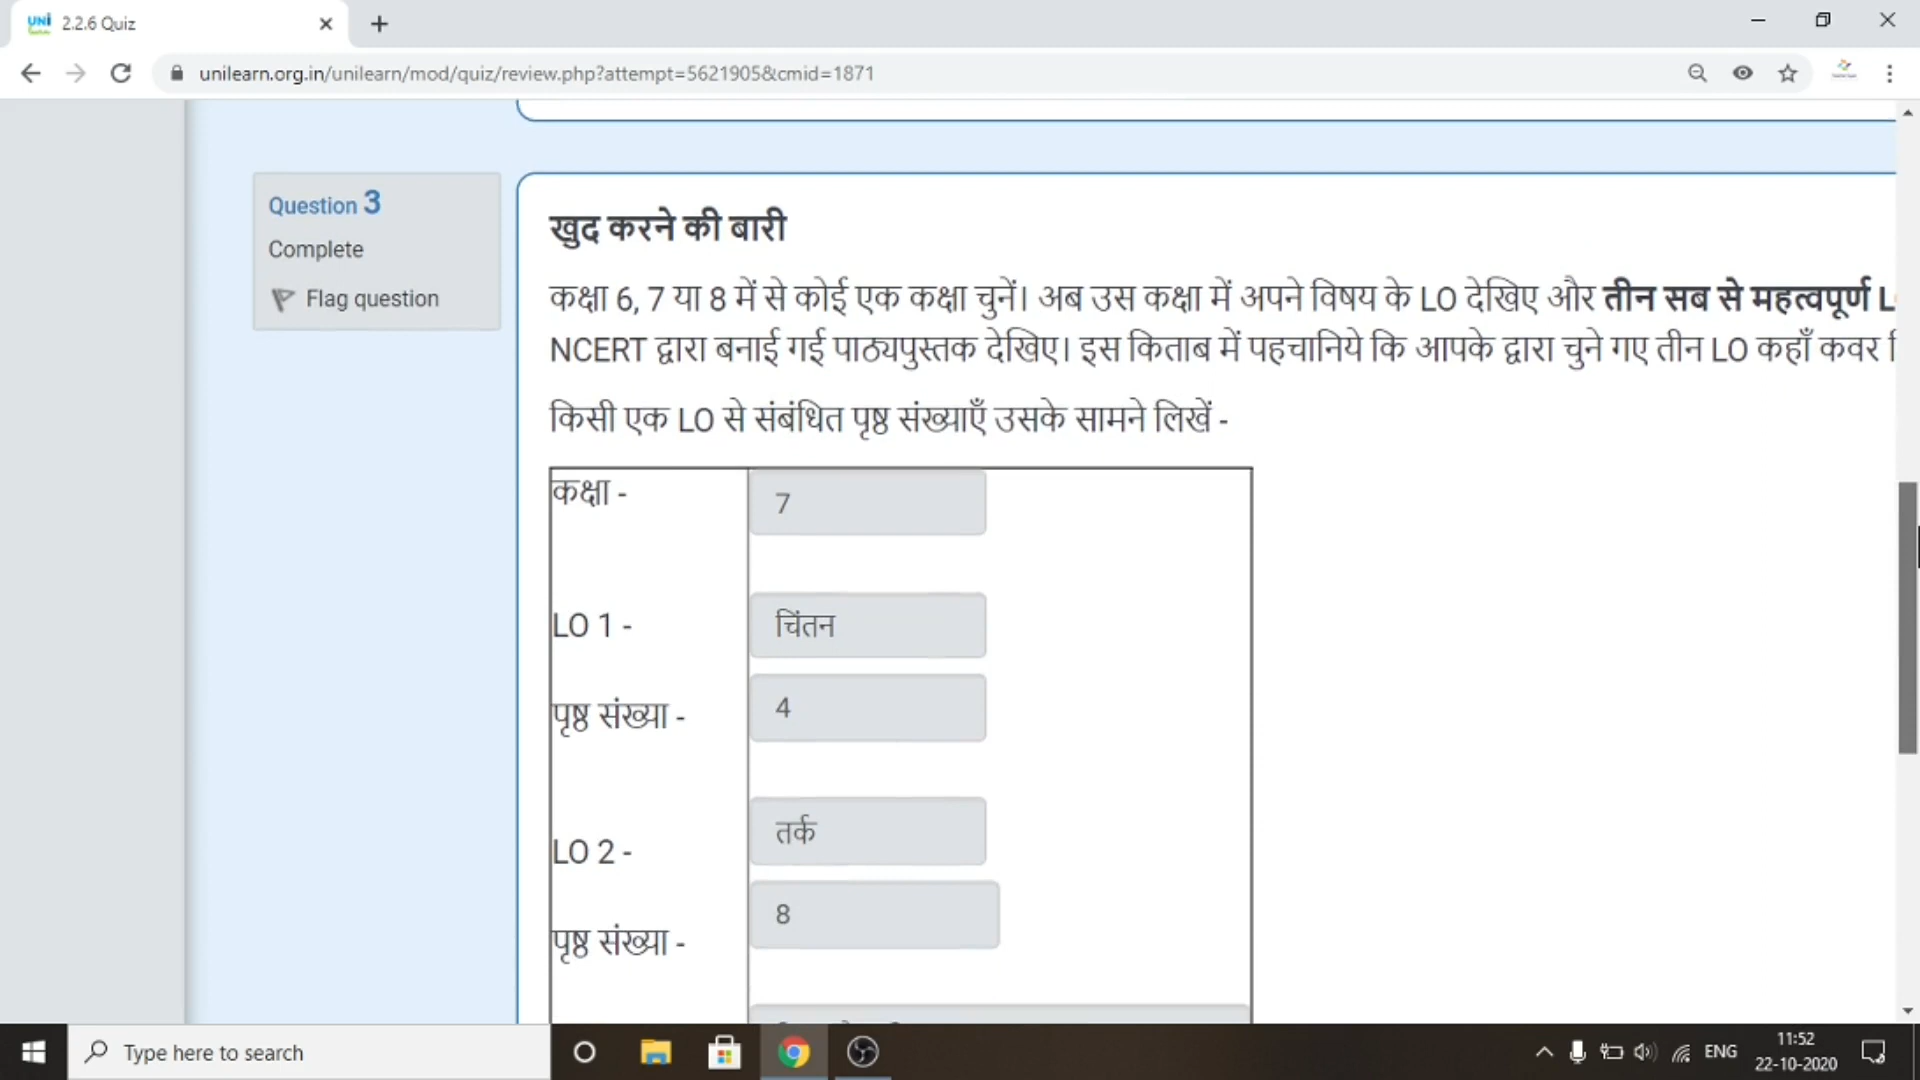 UNI
2.2.6 Quiz
unilearn.org.in/unilearn/mod/quiz/review.php?attempt=5621905&cmid=1871
Question 3
Complete
Flag question
खुद करने की बारी
कक्षा 6, 7 या 8 में से कोई एक कक्षा चुनें। अब उस कक्षा में अपने विषय के LO देखिए और तीन सब से महत्वपूर्ण L
NCERT द्वारा बनाई गई पाठ्यपुस्तक देखिए। इस किताब में पहचानिये कि आपके द्वारा चुने गए तीन LO कहाँ कवर
किसी एक LO से संबंधित पृष्ठ संख्याएँ उसके सामने लिखें -
कक्षा -
7
LO 1 -
चिंतन
पृष्ठ संख्या -
4
LO 2 -
तर्क
पृष्ठ संख्या -
8
Type here to search
ENG
11:52
22-10-2020